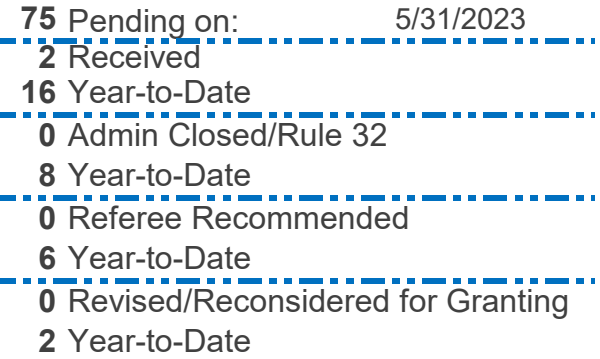 75 Pending on: 5/31/2023
2 Received
16 Year-to-Date
0 Admin Closed/Rule 32
8 Year-to-Date
0 Referee Recommended
6 Year-to-Date
0 Revised/Reconsidered for Granting
2 Year-to-Date